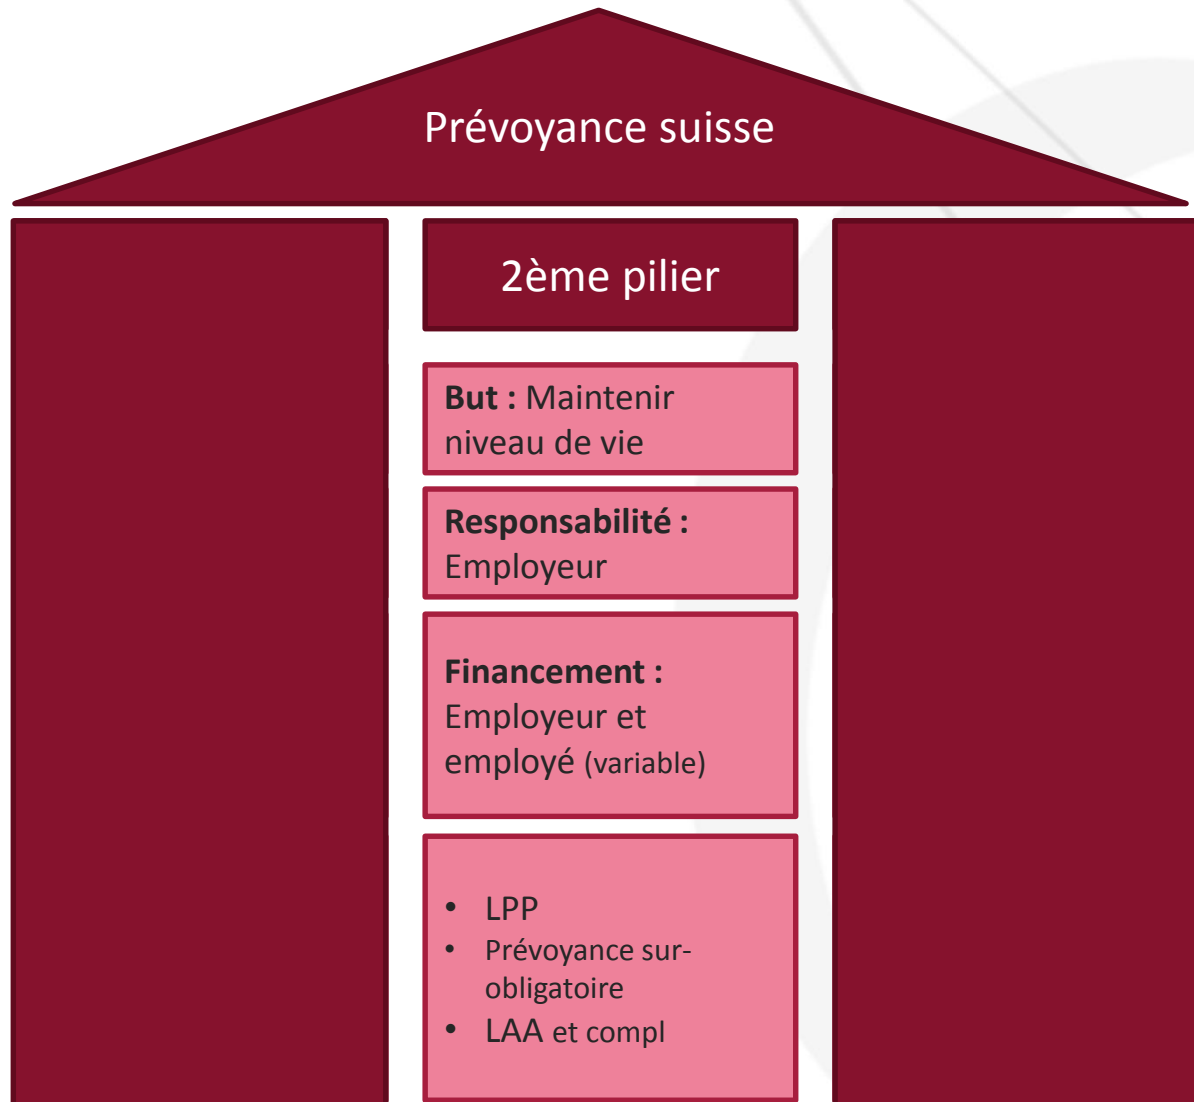 Prévoyance suisse
2ème pilier
But : Maintenir
niveau de vie
Responsabilité :
Employeur
Financement :
Employeur et
employé (variable)
• LPP
• Prévoyance sur-
obligatoire
• LAA et compl